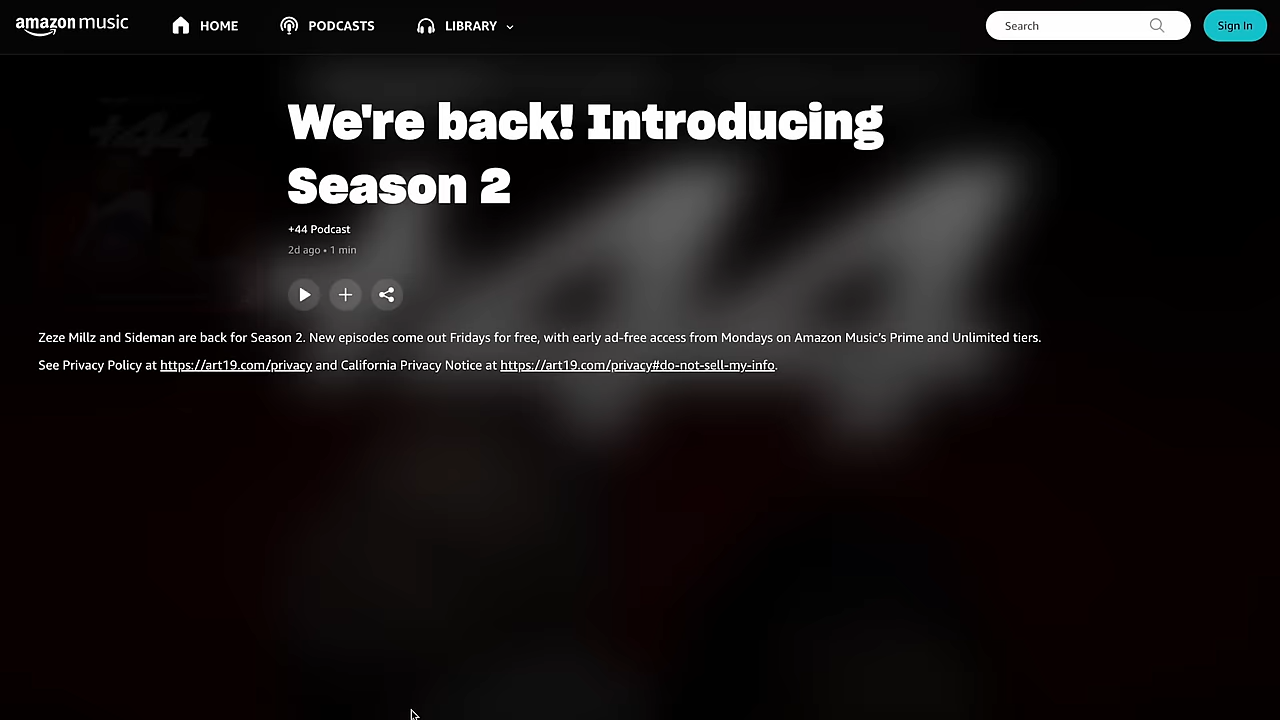 amazon music
HOME
PODCASTS
LIBRARY
Search
Sign In
+44
We're back! Introducing
Season 2
+44 Podcast
2d ago • 1 min
Zeze Millz and Sideman are back for Season 2. New episodes come out Fridays for free, with early ad-free access from Mondays on Amazon Music's Prime and Unlimited tiers.
See Privacy Policy at https://art19.com/privacy and California Privacy Notice at https://art19.com/privacy#do-not-sell-my-info.